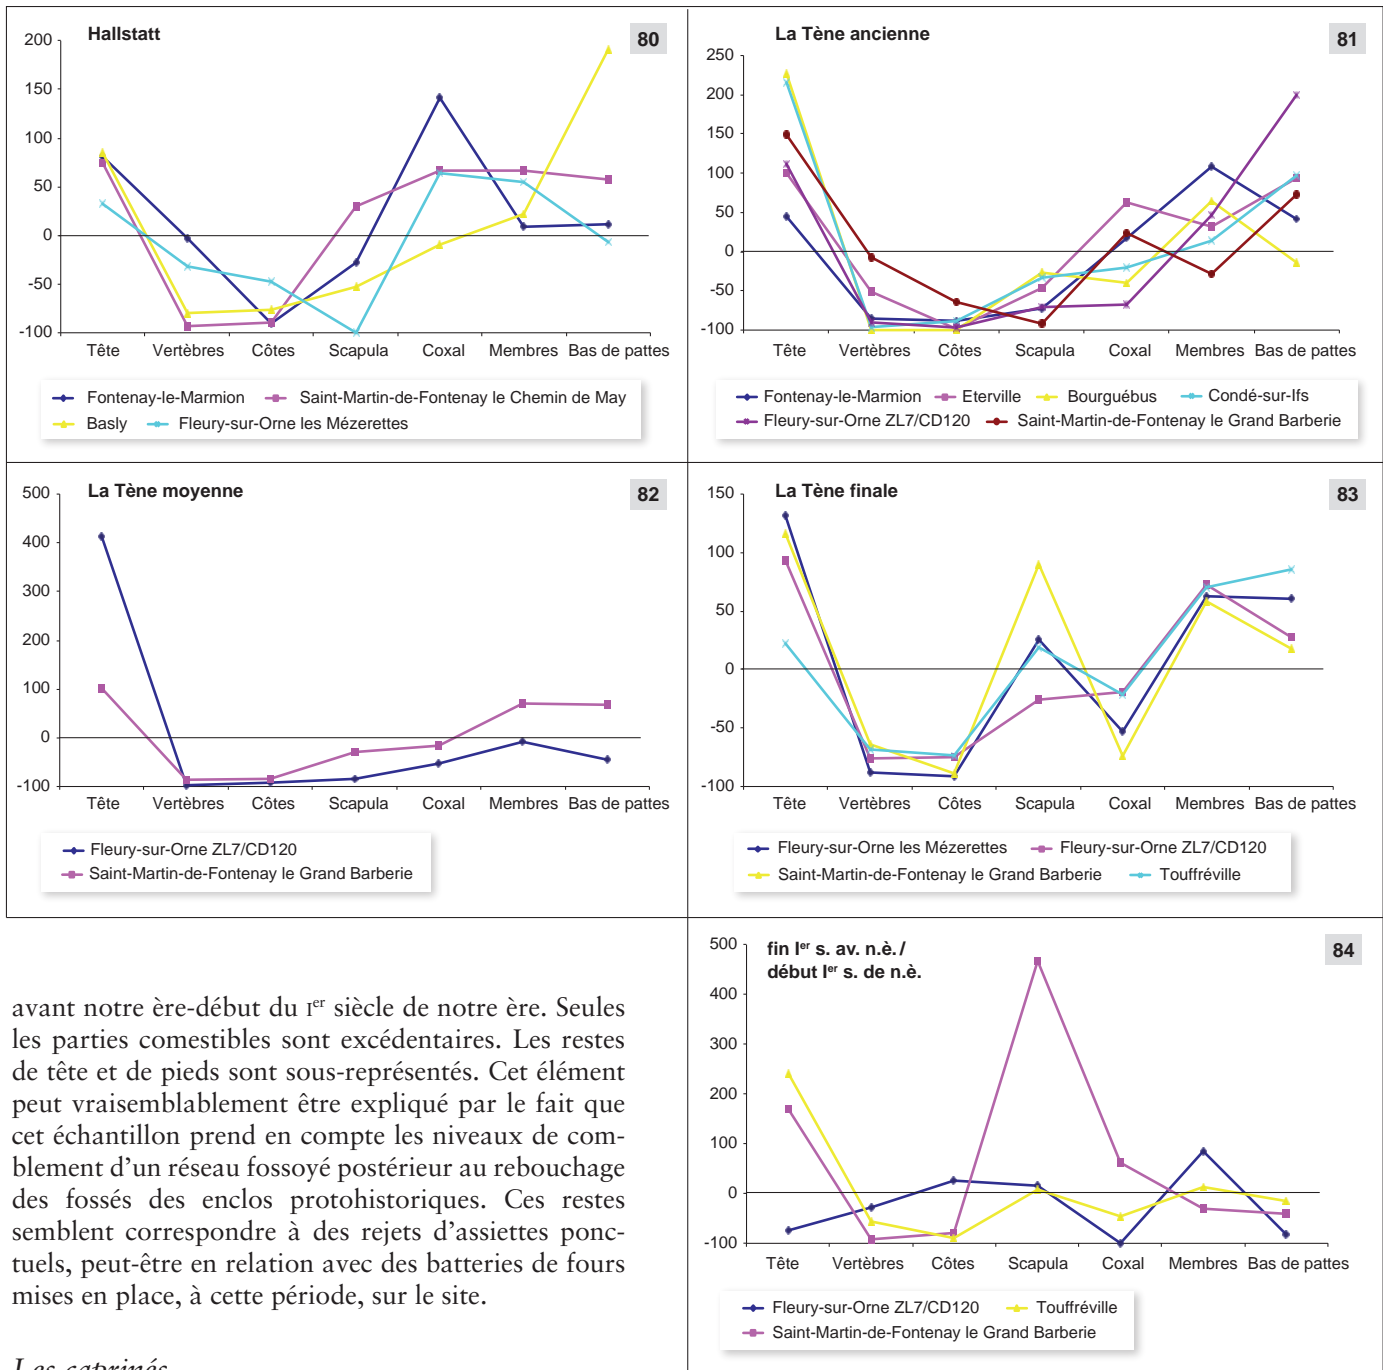 Hallstatt
80
200
150
100
50
0
-50
-100
Tête Vertèbres Côtes Scapula Coxal Membres Bas de pattes
Fontenay-le-Marmion Saint-Martin-de-Fontenay le Chemin de May
Basly Fleury-sur-Orne les Mézerettes
La Tène ancienne
81
250
200
150
100
50
0
-50
-100
Tête Vertèbres Côtes Scapula Coxal Membres Bas de pattes
Fontenay-le-Marmion Eterville Bourguébus Condé-sur-Ifs
Fleury-sur-Orne ZL7/CD120 Saint-Martin-de-Fontenay le Grand Barberie
La Tène moyenne
82
500
400
300
200
100
0
-100
Tête Vertèbres Côtes Scapula Coxal Membres Bas de pattes
Fleury-sur-Orne ZL7/CD120
Saint-Martin-de-Fontenay le Grand Barberie
La Tène finale
83
150
100
50
0
-50
-100
Tête Vertèbres Côtes Scapula Coxal Membres Bas de pattes
Fleury-sur-Orne les Mézerettes Fleury-sur-Orne ZL7/CD120
Saint-Martin-de-Fontenay le Grand Barberie Touffréville
avant notre ère-début du Ier siècle de notre ère. Seules
les parties comestibles sont excédentaires. Les restes
de tête et de pieds sont sous-représentés. Cet élément
peut vraisemblablement être expliqué par le fait que
cet échantillon prend en compte les niveaux de com-
blement d'un réseau fossoyé postérieur au rebouchage
des fossés des enclos protohistoriques. Ces restes
semblent correspondre à des rejets d'assiettes ponc-
tuels, peut-être en relation avec des batteries de fours
mises en place, à cette période, sur le site.
Les caprinés
fin Ier s. av. n.è. /
début Ier s. de n.è.
84
500
400
300
200
100
0
-100
Tête Vertèbres Côtes Scapula Coxal Membres Bas de pattes
Fleury-sur-Orne ZL7/CD120 Touffréville
Saint-Martin-de-Fontenay le Grand Barberie